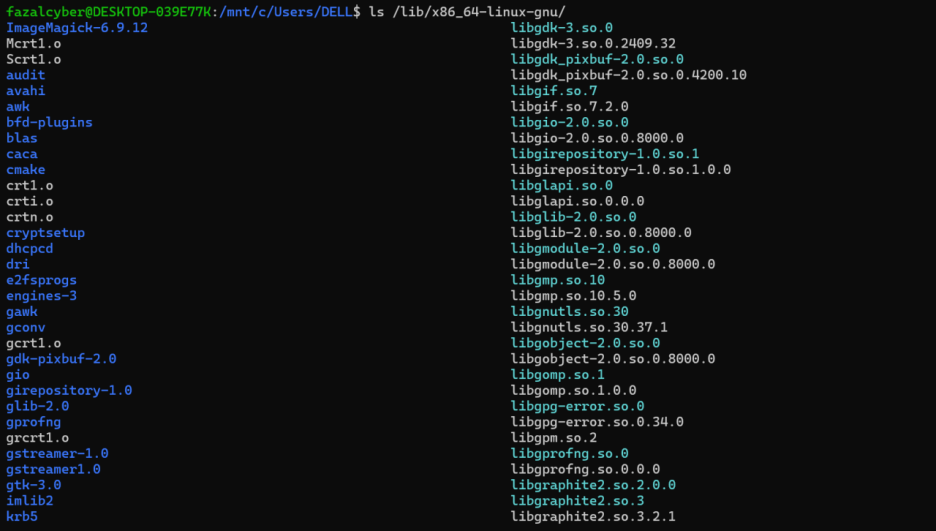 fazalcyber@DESKTOP-039E77K:/mnt/c/Users/DELL$ ls /lib/x86_64-linux-gnu/
ImageMagick-6.9.12 libgdk-3.so.0
Mcrt1.o libgdk-3.so.0.2409.32
Scrt1.o libgdk_pixbuf-2.0.so.0
audit libgdk_pixbuf-2.0.so.0.4200.10
avahi libgif.so.7
awk libgif.so.7.2.0
bfd-plugins libgio-2.0.so.0
blas libgio-2.0.so.0.8000.0
caca libgirepository-1.0.so.1
cmake libgirepository-1.0.so.1.0.0
crt1.o libglapi.so.0
crti.o libglapi.so.0.0.0
crtn.o libglib-2.0.so.0
cryptsetup libglib-2.0.so.0.8000.0
dhcpcd libgmodule-2.0.so.0
dri libgmodule-2.0.so.0.8000.0
e2fsprogs libgmp.so.10
engines-3 libgmp.so.10.5.0
gawk libgnutls.so.30
gconv libgnutls.so.30.37.1
gcrt1.o libgobject-2.0.so.0
gdk-pixbuf-2.0 libgobject-2.0.so.0.8000.0
gio libgomp.so.1
girepository-1.0 libgomp.so.1.0.0
glib-2.0 libgpg-error.so.0
gprofng libgpg-error.so.0.34.0
grcrt1.o libgpm.so.2
gstreamer-1.0 libgprofng.so.0
gstreamer1.0 libgprofng.so.0.0.0
gtk-3.0 libgraphite2.so.2.0.0
imlib2 libgraphite2.so.3
krb5 libgraphite2.so.3.2.1